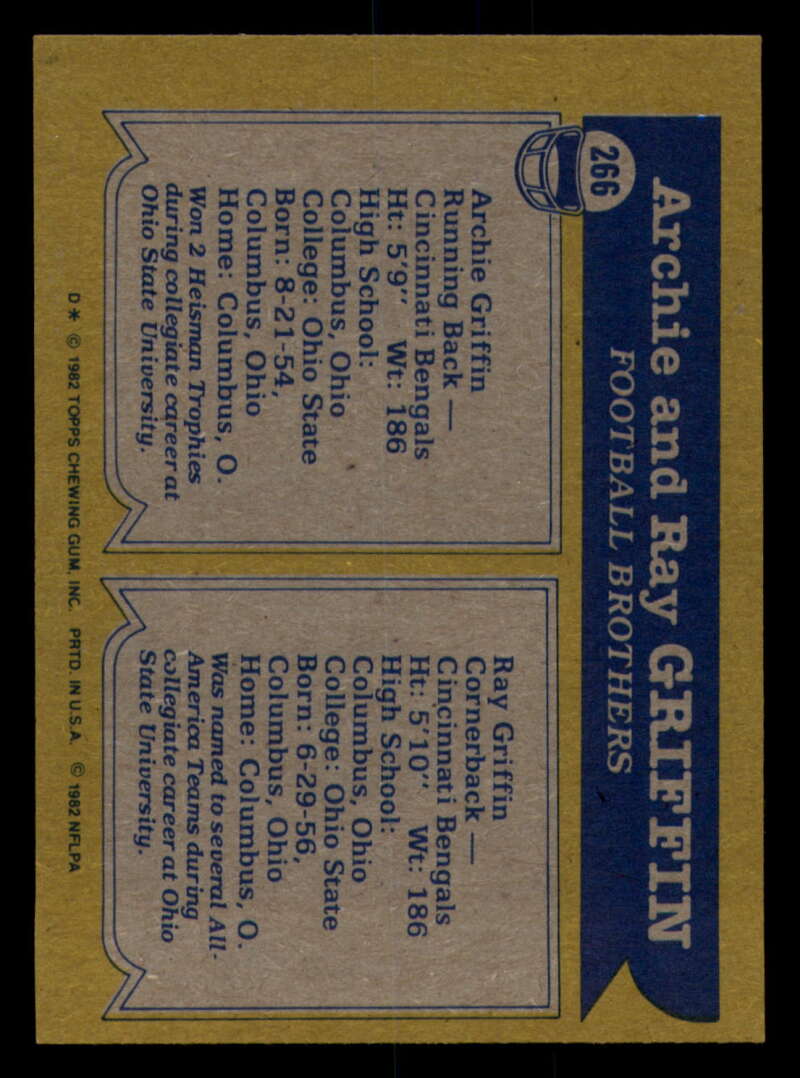 266
Archie and Ray GRIFFIN
FOOTBALL BROTHERS
Archie Griffin
Running Back —
Cincinnati Bengals
Ht: 5'9" Wt: 186
High School:
Columbus, Ohio
College: Ohio State
Born: 8-21-54,
Columbus, Ohio
Home: Columbus, O.
Won 2 Heisman Trophies
during collegiate career at
Ohio State University.
Ray Griffin
Cornerback —
Cincinnati Bengals
Ht: 5'10" Wt: 186
High School:
Columbus, Ohio
College: Ohio State
Born: 6-29-56,
Columbus, Ohio
Home: Columbus, O.
Was named to several All-
America Teams during
collegiate career at Ohio
State University.
D* © 1982 TOPPS CHEWING GUM, INC. PRTD. IN U.S.A. © 1982 NFLPA